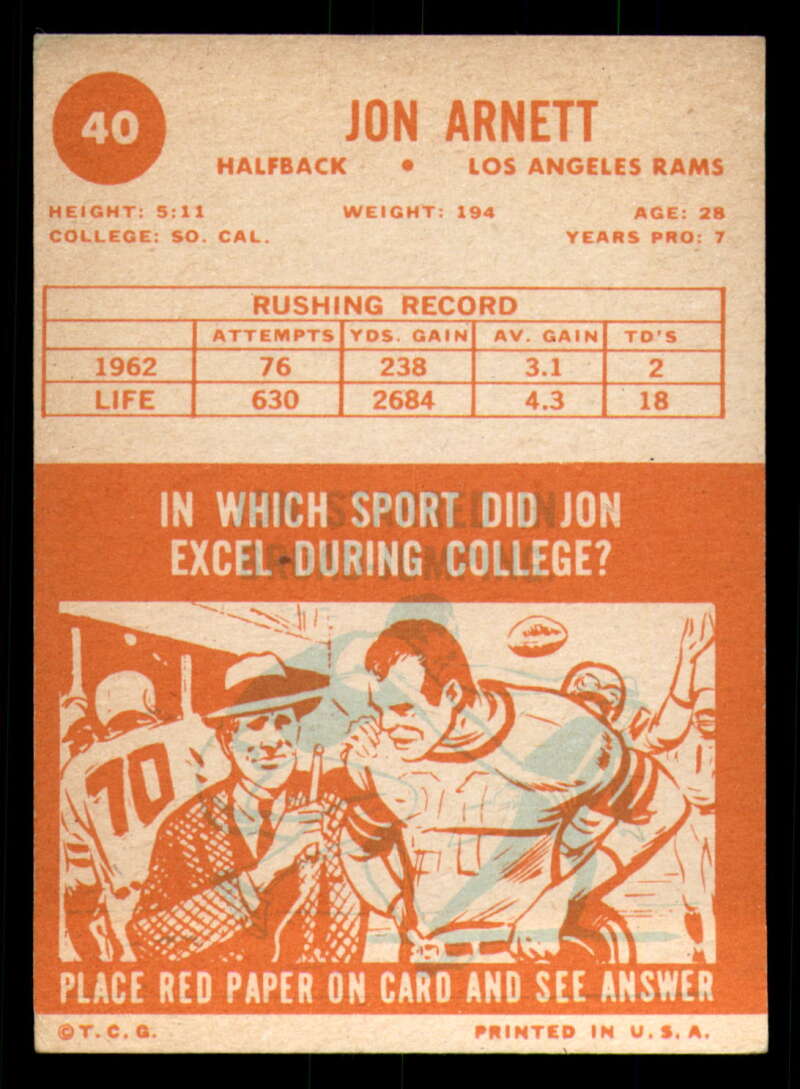 40
JON ARNETT
HALFBACK • LOS ANGELES RAMS
HEIGHT: 5:11 WEIGHT: 194 AGE: 28
COLLEGE: SO. CAL. YEARS PRO: 7
RUSHING RECORD
ATTEMPTS YDS. GAIN AV. GAIN TD'S
1962 76 238 3.1 2
LIFE 630 2684 4.3 18
IN WHICH SPORT DID JON
EXCEL DURING COLLEGE?
70
PLACE RED PAPER ON CARD AND SEE ANSWER
©T.C.G. PRINTED IN U.S.A.